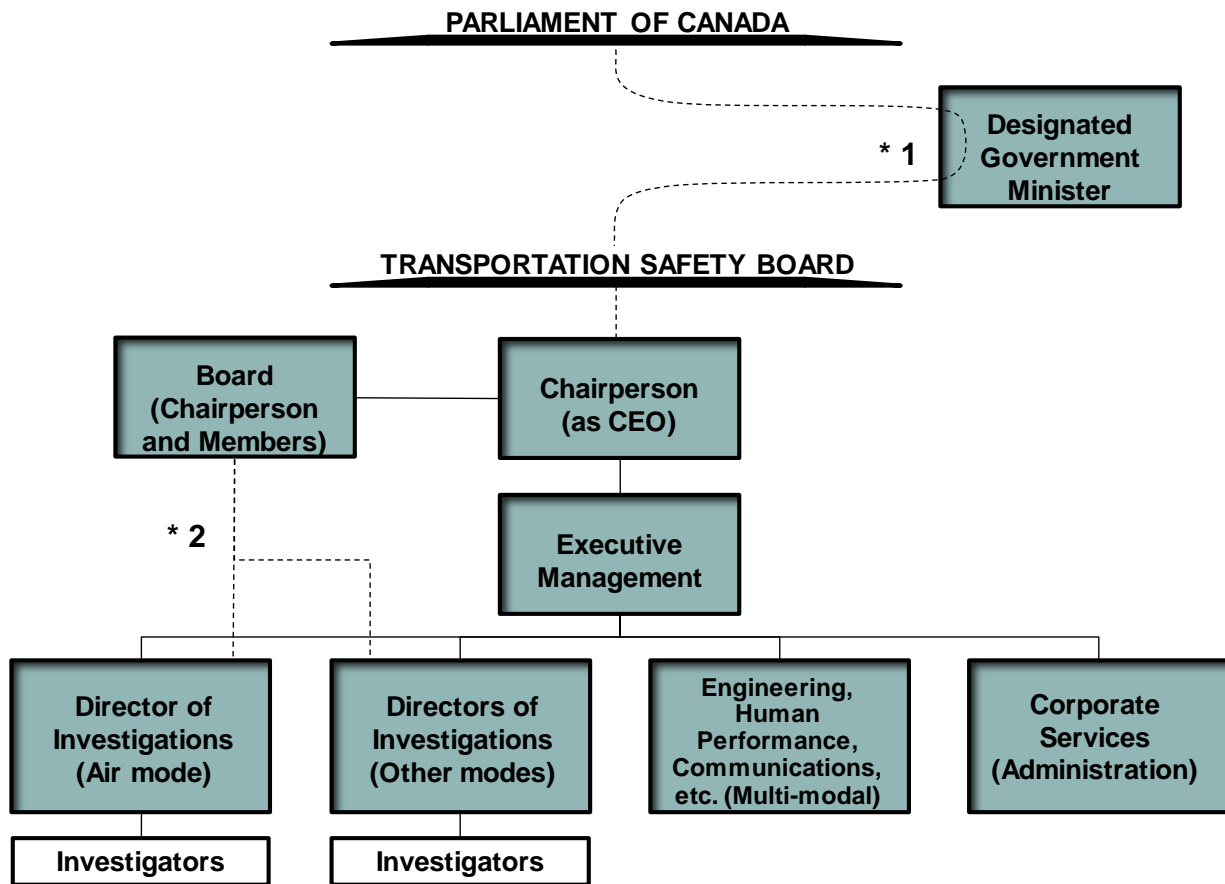 PARLIAMENT OF CANADA
Designated
Government
Minister
* 1
TRANSPORTATION SAFETY BOARD
Board
(Chairperson
and Members)
Chairperson
(as CEO)
* 2
Executive
Management
Director of
Investigations
(Air mode)
Directors of
Investigations
(Other modes)
Engineering,
Human
Performance,
Communications,
etc. (Multi-modal)
Corporate
Services
(Administration)
Investigators
Investigators